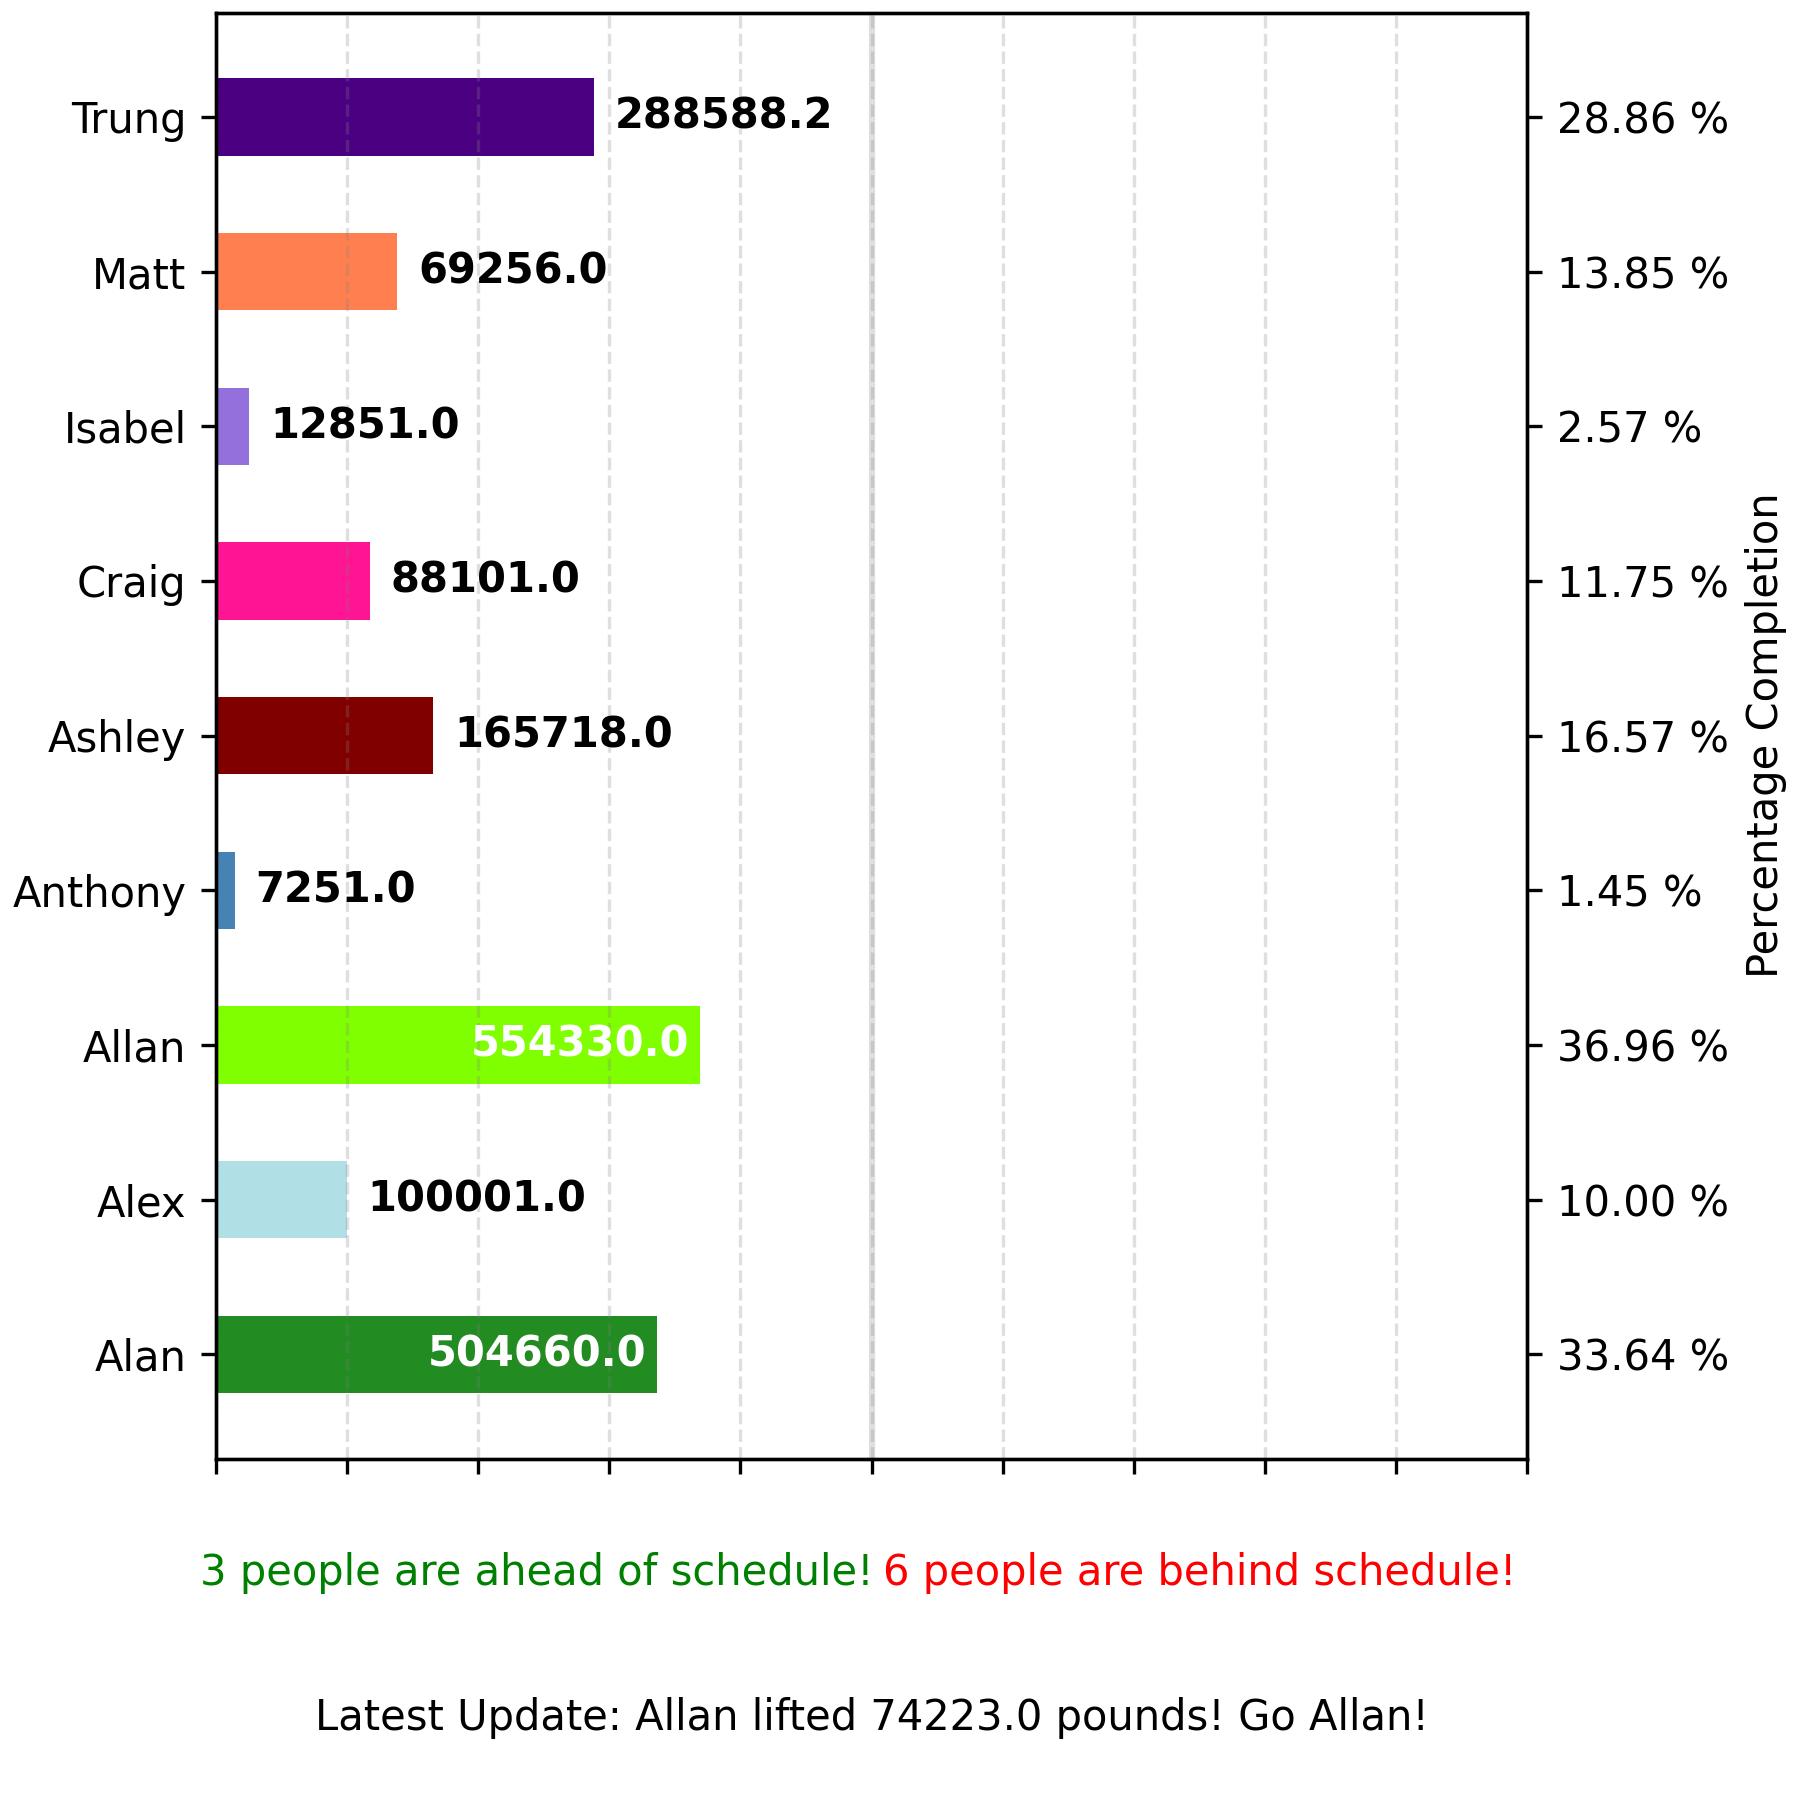 Trung 288588.2 28.86 %
Matt 69256.0 13.85 %
Isabel 12851.0 2.57 %
Craig 88101.0 11.75 %
Ashley 165718.0 16.57 %
Anthony 7251.0 1.45 %
Allan 554330.0 36.96 %
Alex 100001.0 10.00 %
Alan 504660.0 33.64 %
Percentage Completion
3 people are ahead of schedule! 6 people are behind schedule!
Latest Update: Allan lifted 74223.0 pounds! Go Allan!